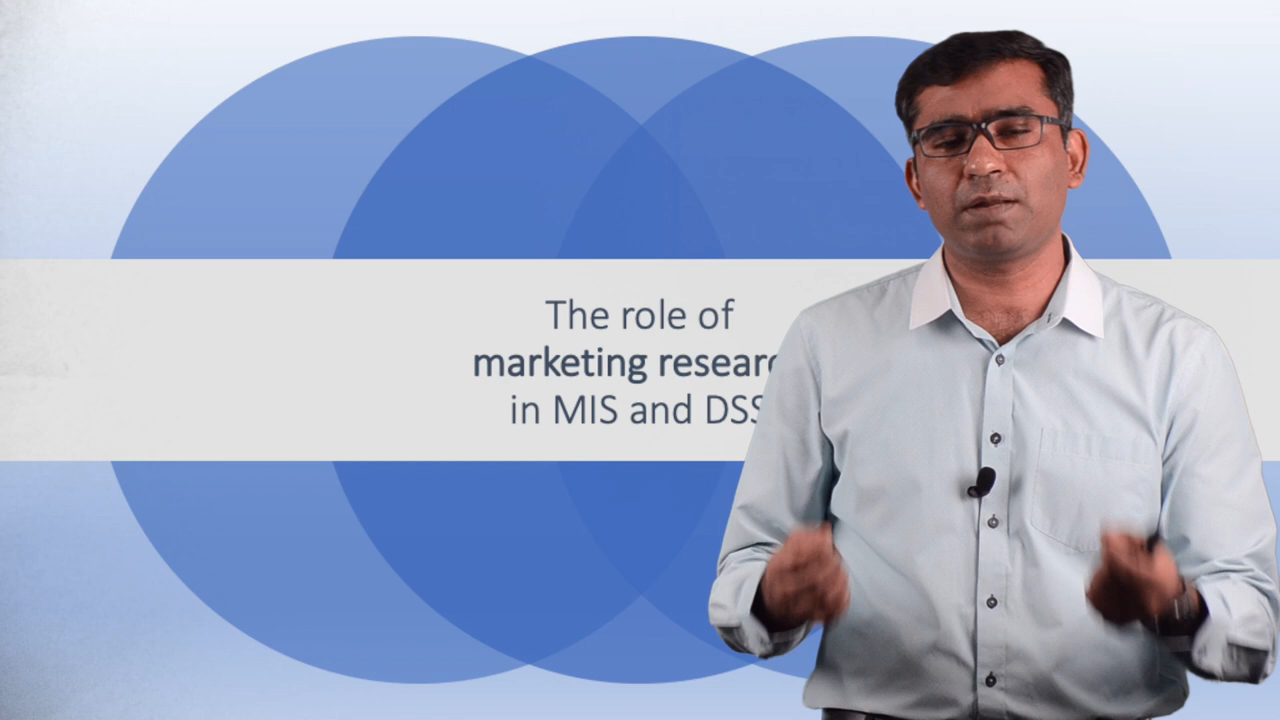 The role of
marketing
in MIS and DSS